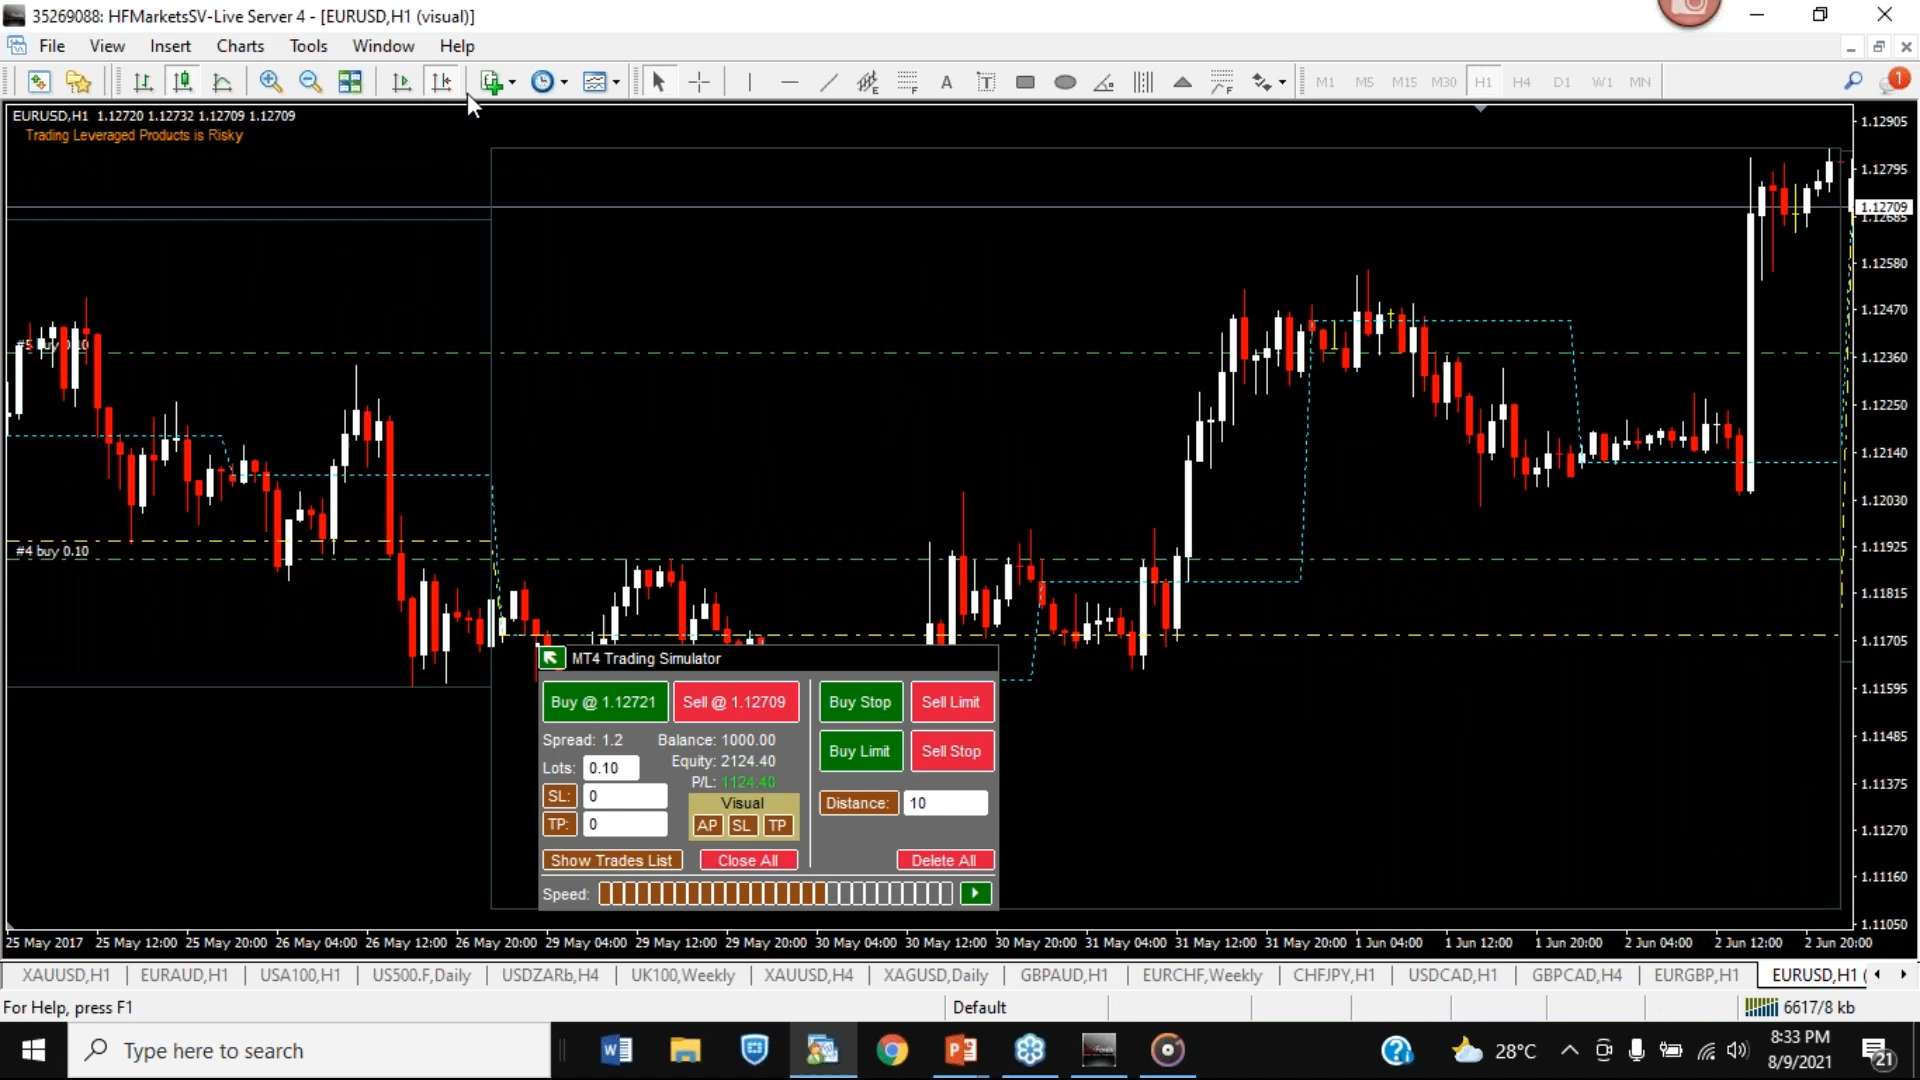 35269088: HFMarketsSV-Live Server 4 - [EURUSD,H1 (visual)]
File View Insert Charts Tools Window Help
M1 M5 M15 M30 H1 H4 D1 W1 MN 1
EURUSD,H1 1.12720 1.12732 1.12709 1.12709
Trading Leveraged Products is Risky
1.12905
1.12795
1.12709
1.12685
1.12580
1.12470
1.12360
1.12250
1.12140
1.12030
1.11925
1.11815
1.11705
1.11595
1.11485
1.11375
1.11270
1.11160
1.11050
#5 buy 0.10
#4 buy 0.10
MT4 Trading Simulator
Buy @ 1.12721 Sell @ 1.12709 Buy Stop Sell Limit
Spread: 1.2 Balance: 1000.00
Buy Limit Sell Stop
Equity: 2124.40
Lots: 0.10
P/L: 1124.40
SL: 0
Visual
Distance: 10
TP: 0
AP SL TP
Show Trades List Close All Delete All
Speed:
25 May 2017 25 May 12:00 25 May 20:00 26 May 04:00 26 May 12:00 26 May 20:00 29 May 04:00 29 May 12:00 29 May 20:00 30 May 04:00 30 May 12:00 30 May 20:00 31 May 04:00 31 May 12:00 31 May 20:00 1 Jun 04:00 1 Jun 12:00 1 Jun 20:00 2 Jun 04:00 2 Jun 12:00 2 Jun 20:00
XAUUSD,H1 EURAUD,H1 USA100,H1 US500.F,Daily USDZARb,H4 UK100,Weekly XAUUSD,H4 XAGUSD,Daily GBPAUD,H1 EURCHF,Weekly CHFJPY,H1 USDCAD,H1 GBPCAD,H4 EURGBP,H1 EURUSD,H1 (
For Help, press F1 Default 6617/8 kb
Type here to search
28°C
8:33 PM
8/9/2021
21